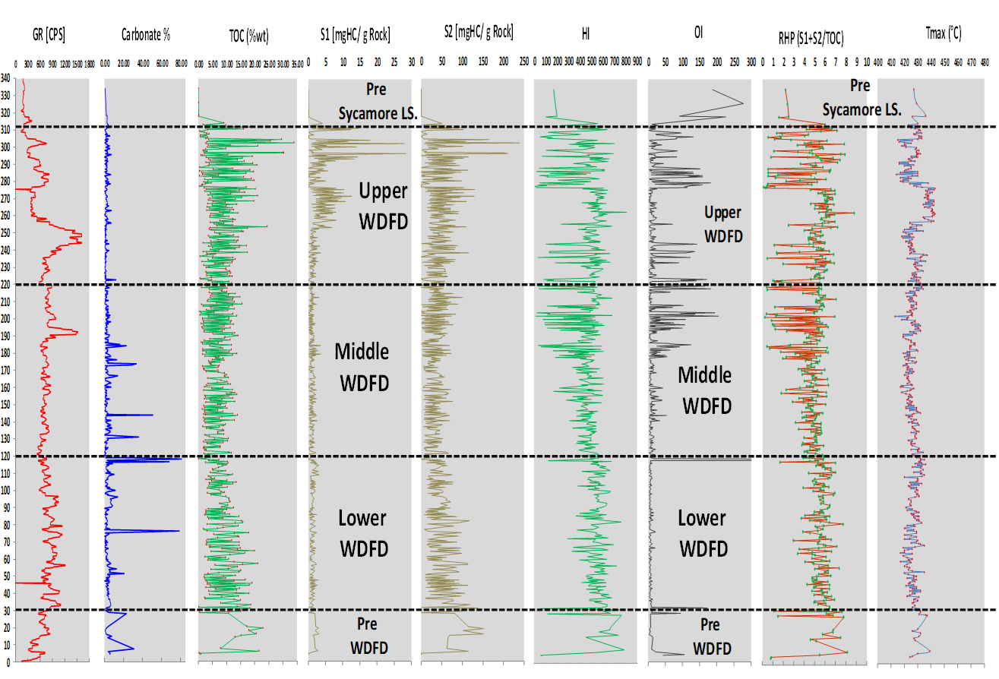 GR [CPS] Carbonate % TOC (%wt) S1 [mgHC/ g Rock] S2 [mgHC/ g Rock] HI OI RHP (S1+S2/TOC) Tmax (°C)
0 300 600 900 1200 1500 1800 0.00 20.00 40.00 60.00 80.00 0.00 5.00 10.00 15.00 20.00 25.00 30.00 35.00 0 5 10 15 20 25 30 0 50 100 150 200 250 0 100 200 300 400 500 600 700 800 900 0 50 100 150 200 250 300 0 1 2 3 4 5 6 7 8 9 10 400 410 420 430 440 450 460 470 480
340
330
320
310
300
290
280
270
260
250
240
230
220
210
200
190
180
170
160
150
140
130
120
110
100
90
80
70
60
50
40
30
20
10
0
Pre
Sycamore LS.
Pre
Sycamore LS.
Upper
WDFD
Upper
WDFD
Middle
WDFD
Middle
WDFD
Lower
WDFD
Lower
WDFD
Pre
WDFD
Pre
WDFD